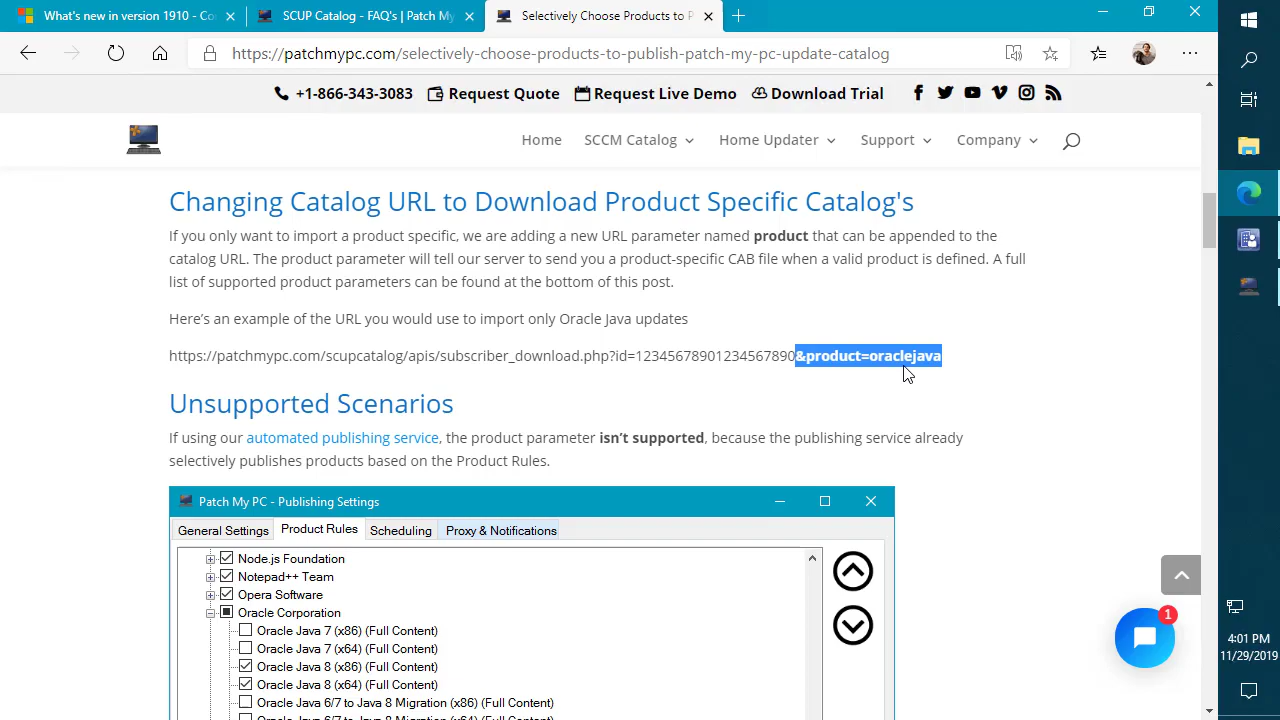 What's new in version 1910 - Co
SCUP Catalog - FAQ's | Patch My
Selectively Choose Products to P
https://patchmypc.com/selectively-choose-products-to-publish-patch-my-pc-update-catalog
+1-866-343-3083 Request Quote Request Live Demo Download Trial
Home SCCM Catalog Home Updater Support Company
Changing Catalog URL to Download Product Specific Catalog's
If you only want to import a product specific, we are adding a new URL parameter named product that can be appended to the
catalog URL. The product parameter will tell our server to send you a product-specific CAB file when a valid product is defined. A full
list of supported product parameters can be found at the bottom of this post.
Here's an example of the URL you would use to import only Oracle Java updates
https://patchmypc.com/scupcatalog/apis/subscriber_download.php?id=12345678901234567890&product=oraclejava
Unsupported Scenarios
If using our automated publishing service, the product parameter isn't supported, because the publishing service already
selectively publishes products based on the Product Rules.
Patch My PC - Publishing Settings
General Settings Product Rules Scheduling Proxy & Notifications
Node.js Foundation
Notepad++ Team
Opera Software
Oracle Corporation
Oracle Java 7 (x86) (Full Content)
Oracle Java 7 (x64) (Full Content)
Oracle Java 8 (x86) (Full Content)
Oracle Java 8 (x64) (Full Content)
Oracle Java 6/7 to Java 8 Migration (x86) (Full Content)
Oracle Java 6/7 to Java 8 Migration (x64) (Full Content)
1
4:01 PM
11/29/2019